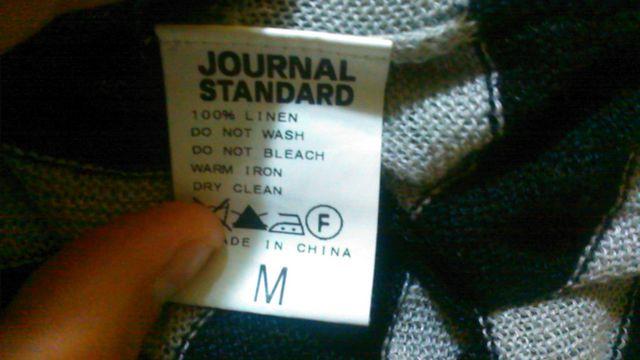 JOURNAL
STANDARD
100% LINEN
DO NOT WASH
DO NOT BLEACH
WARM IRON
DRY CLEAN
F
ADE IN CHINA
M